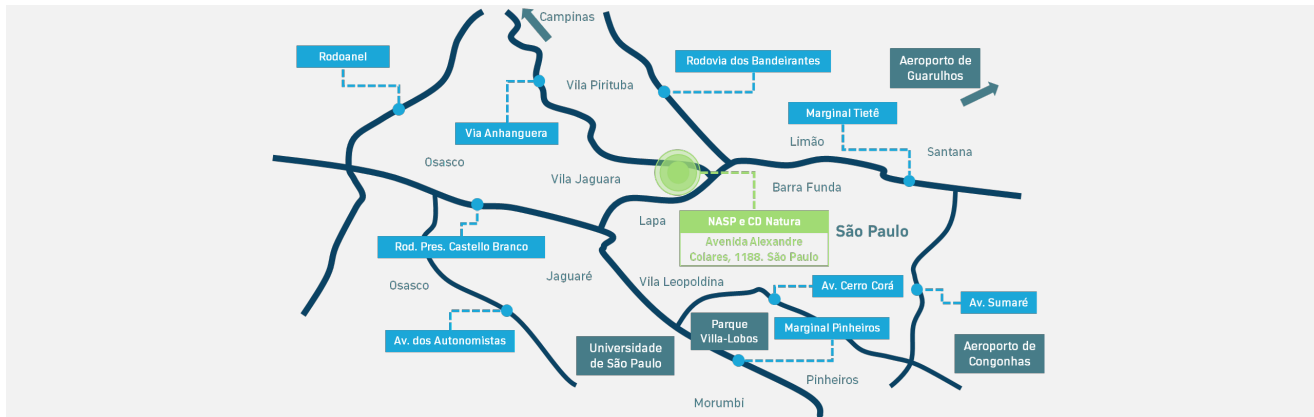 Campinas
Rodoanel
Rodovia dos Bandeirantes
Aeroporto de
Guarulhos
Vila Pirituba
Marginal Tietê
Via Anhanguera
Limão
Santana
Osasco
Vila Jaguara
Barra Funda
Lapa
NASP e CD Natura
Avenida Alexandre
Colares, 1188. São Paulo
São Paulo
Rod. Pres. Castello Branco
Jaguaré
Vila Leopoldina
Osasco
Av. Cerro Corá
Av. Sumaré
Parque
Villa-Lobos
Marginal Pinheiros
Av. dos Autonomistas
Universidade
de São Paulo
Aeroporto de
Congonhas
Pinheiros
Morumbi